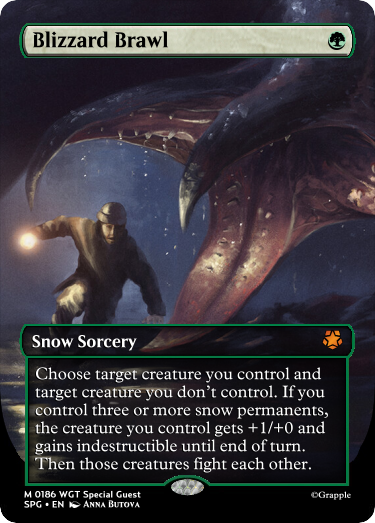 Blizzard Brawl
Snow Sorcery
Choose target creature you control and
target creature you don't control. If you
control three or more snow permanents,
the creature you control gets +1/+0 and
gains indestructible until end of turn.
Then those creatures fight each other.
M 0186 WGT Special Guest
SPG • EN Anna Butova
©Grapple